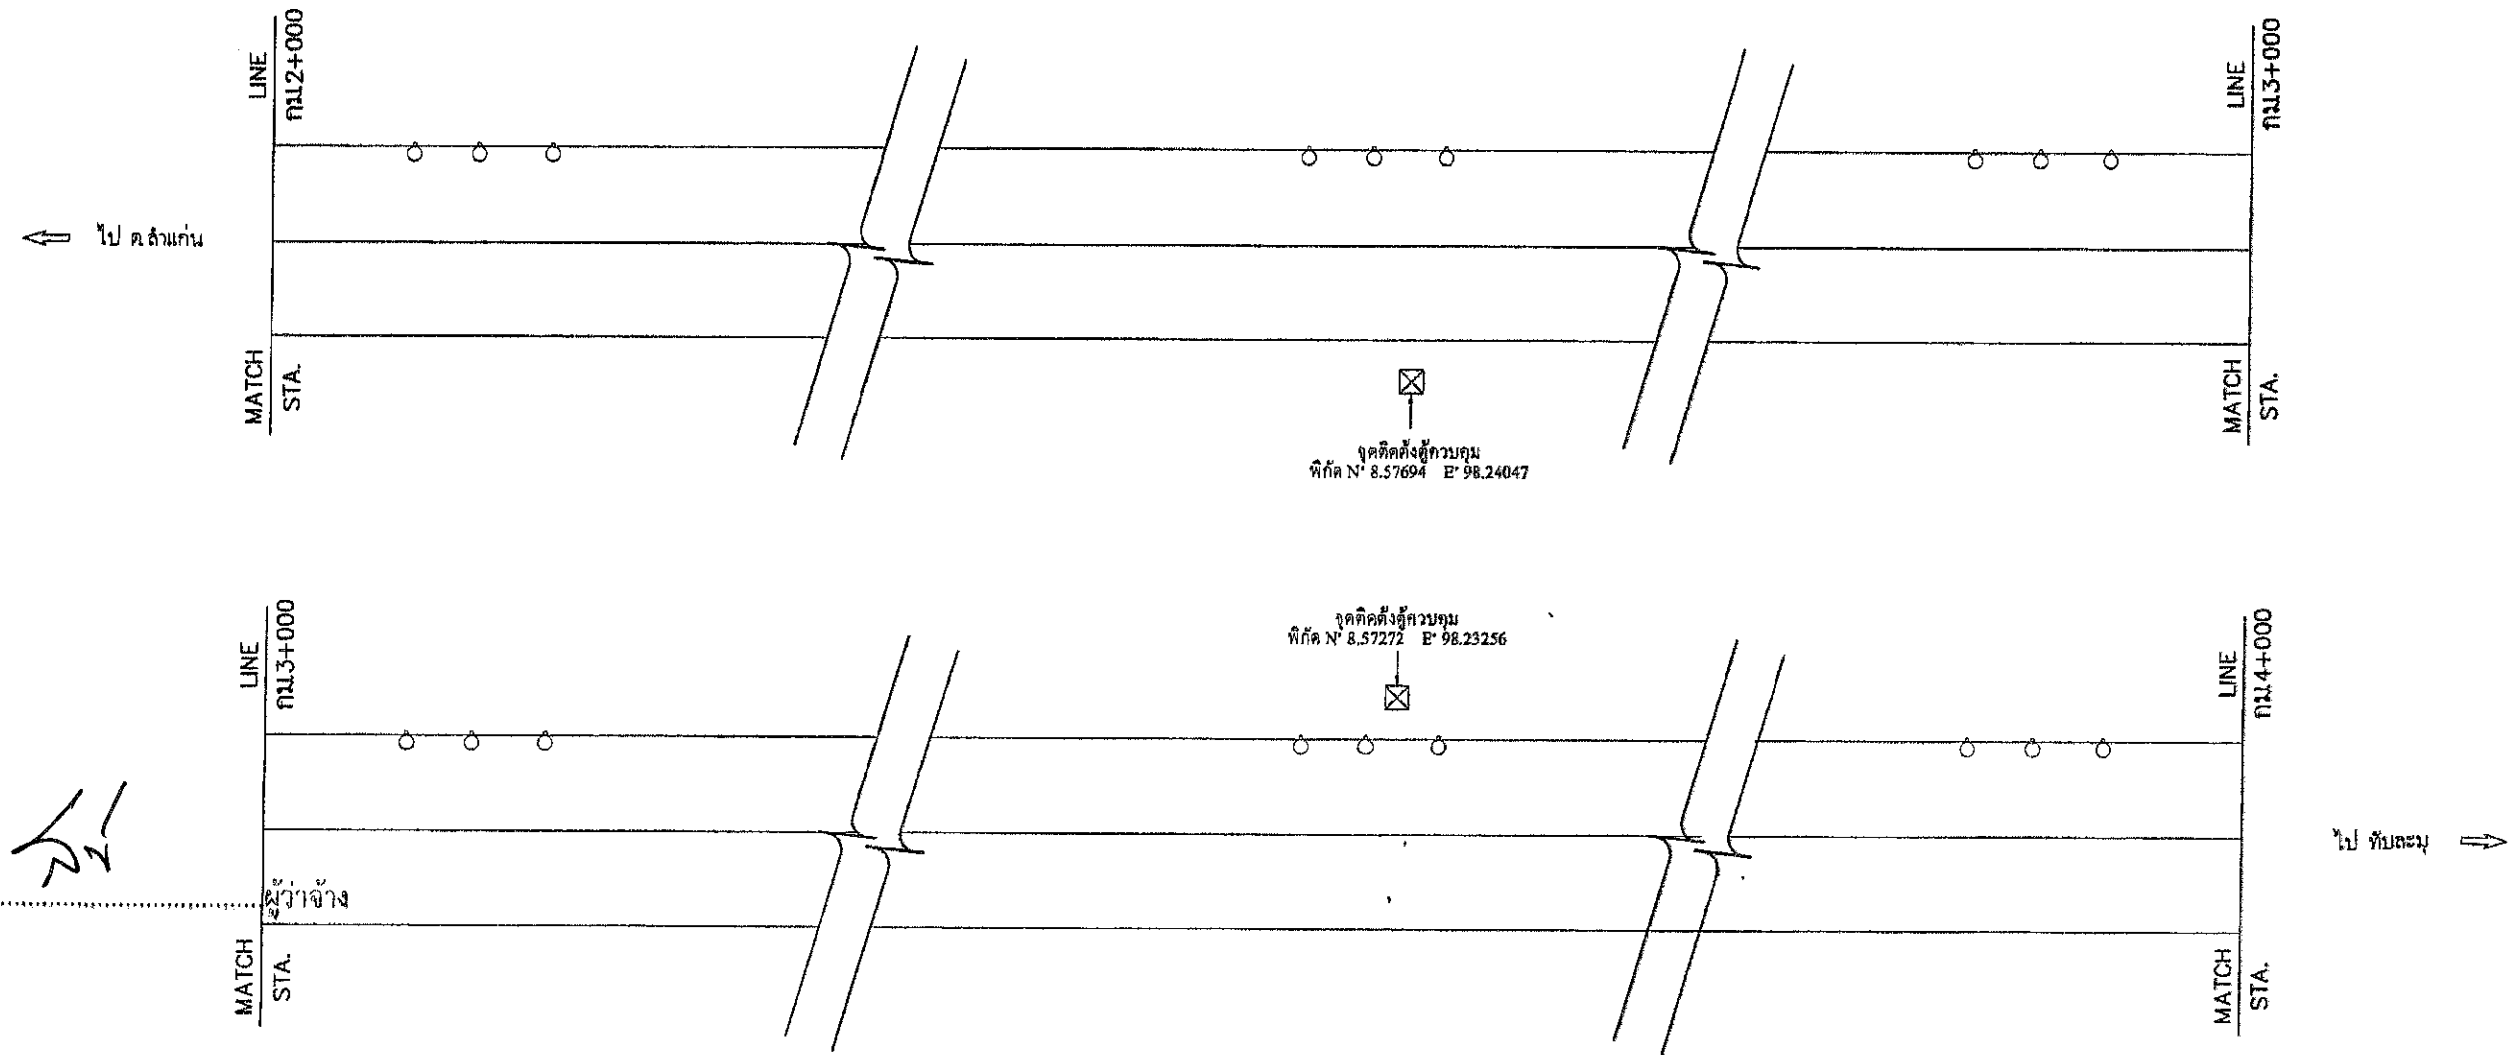 LINE
กม.2+000
LINE
กม.3+000
ไป ต.ลำแก่น
MATCH
STA.
MATCH
STA.
จุดติดตั้งตู้ควบคุม
พิกัด N° 8.57694 E° 98.24047
LINE
กม.3+000
จุดติดตั้งตู้ควบคุม
พิกัด N° 8.57272 E° 98.23256
LINE
กม.4+000
ไป ทับละมุ
ผู้ว่าจ้าง
MATCH
STA.
MATCH
STA.